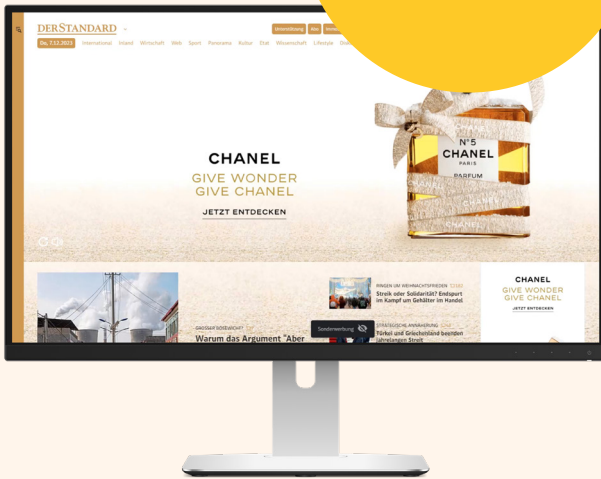 DERSTANDARD
Unterstützung Abo
Do., 7.12.2023 International Inland Wirtschaft Web Sport Panorama Kultur Etat Wissenschaft Lifestyle
CHANEL
GIVE WONDER
GIVE CHANEL
JETZT ENTDECKEN
N°5
CHANEL
PARIS
PARFUM
CHANEL
RINGEN UM WEIHNACHTSFRIEDEN
Streik oder Solidarität? Endspurt
im Kampf um Gehälter im Handel
CHANEL
GIVE WONDER
GIVE CHANEL
JETZT ENTDECKEN
GROSSER BÖSEWICHT?
Warum das Argument "Aber
Sonderwerbung
STRATEGISCHE ANNÄHERUNG
Türkei und Griechenland beenden
jahrelangen Streit